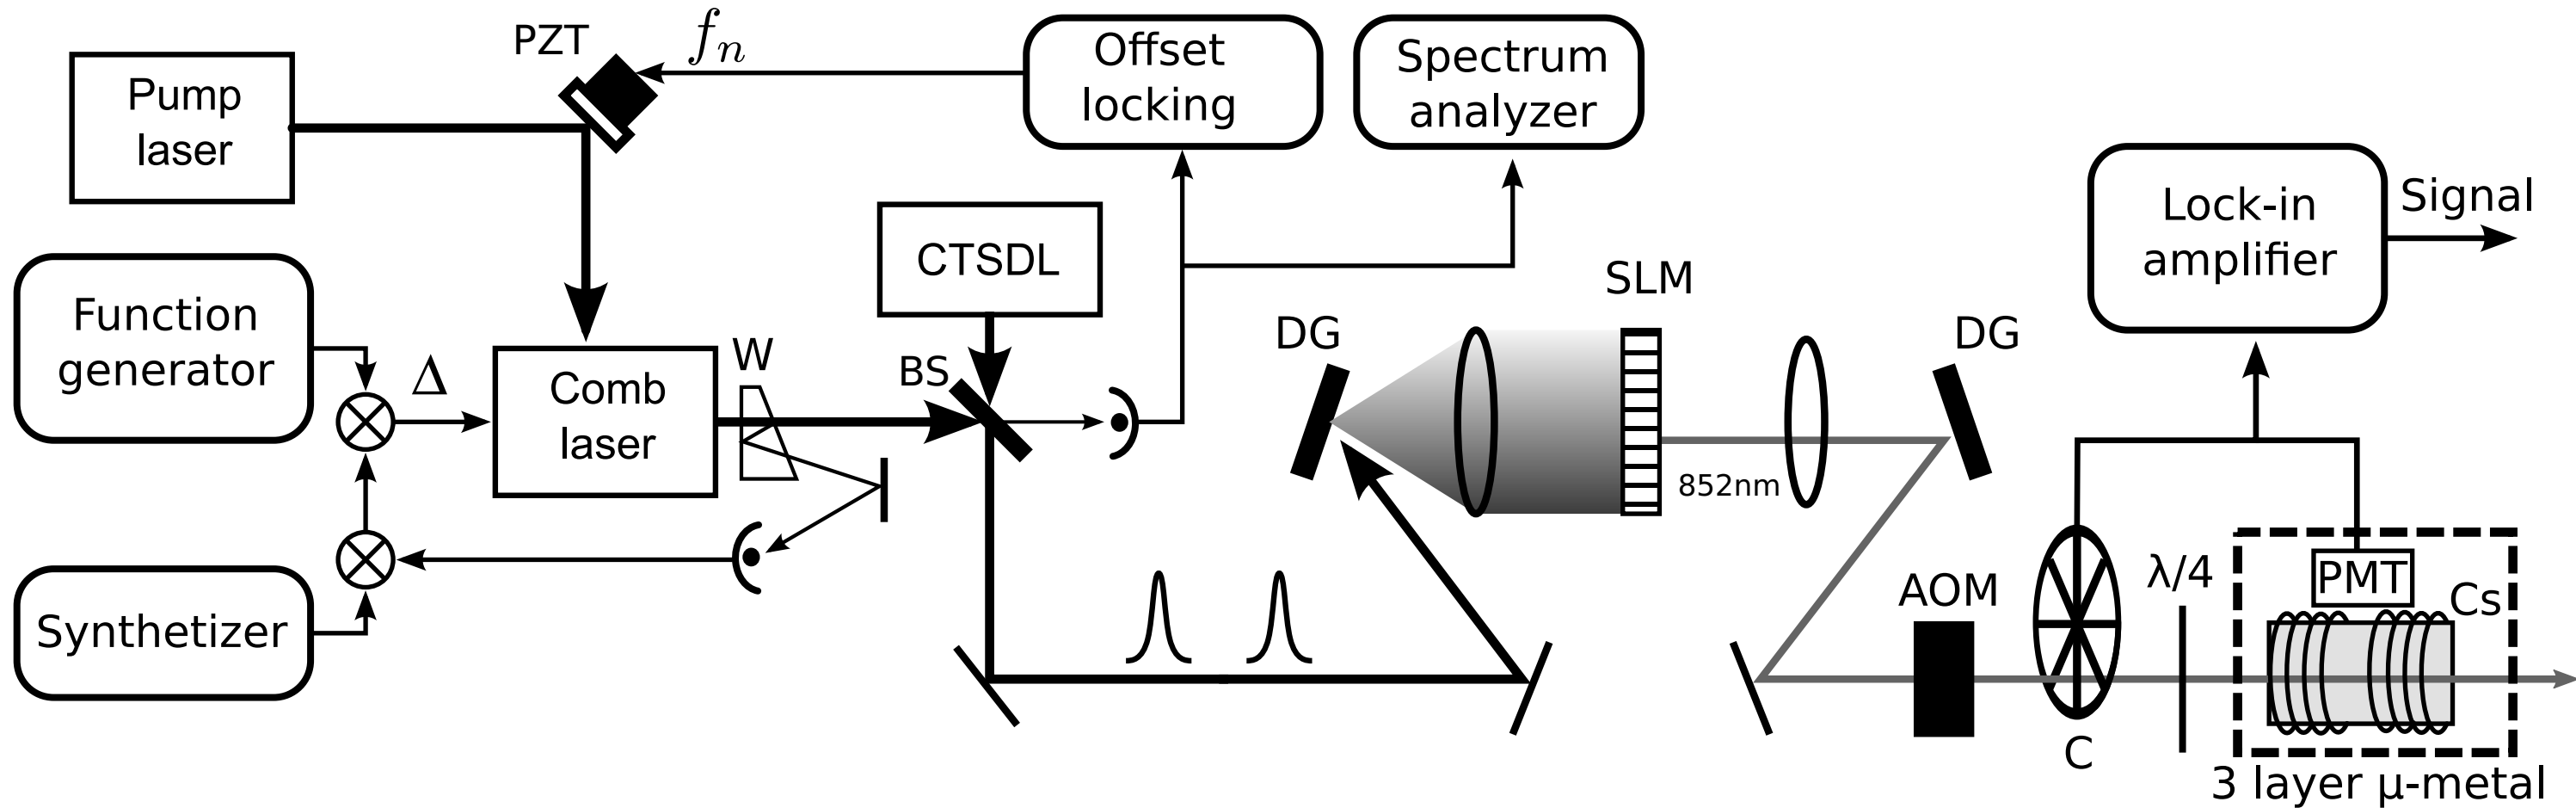 PZT
fn
Pump
laser
Offset
locking
Spectrum
analyzer
Lock-in
amplifier
Signal
CTSDL
Function
generator
Δ
Comb
laser
W
BS
DG
SLM
DG
852nm
Synthetizer
AOM
λ/4
PMT
Cs
C
3 layer μ-metal